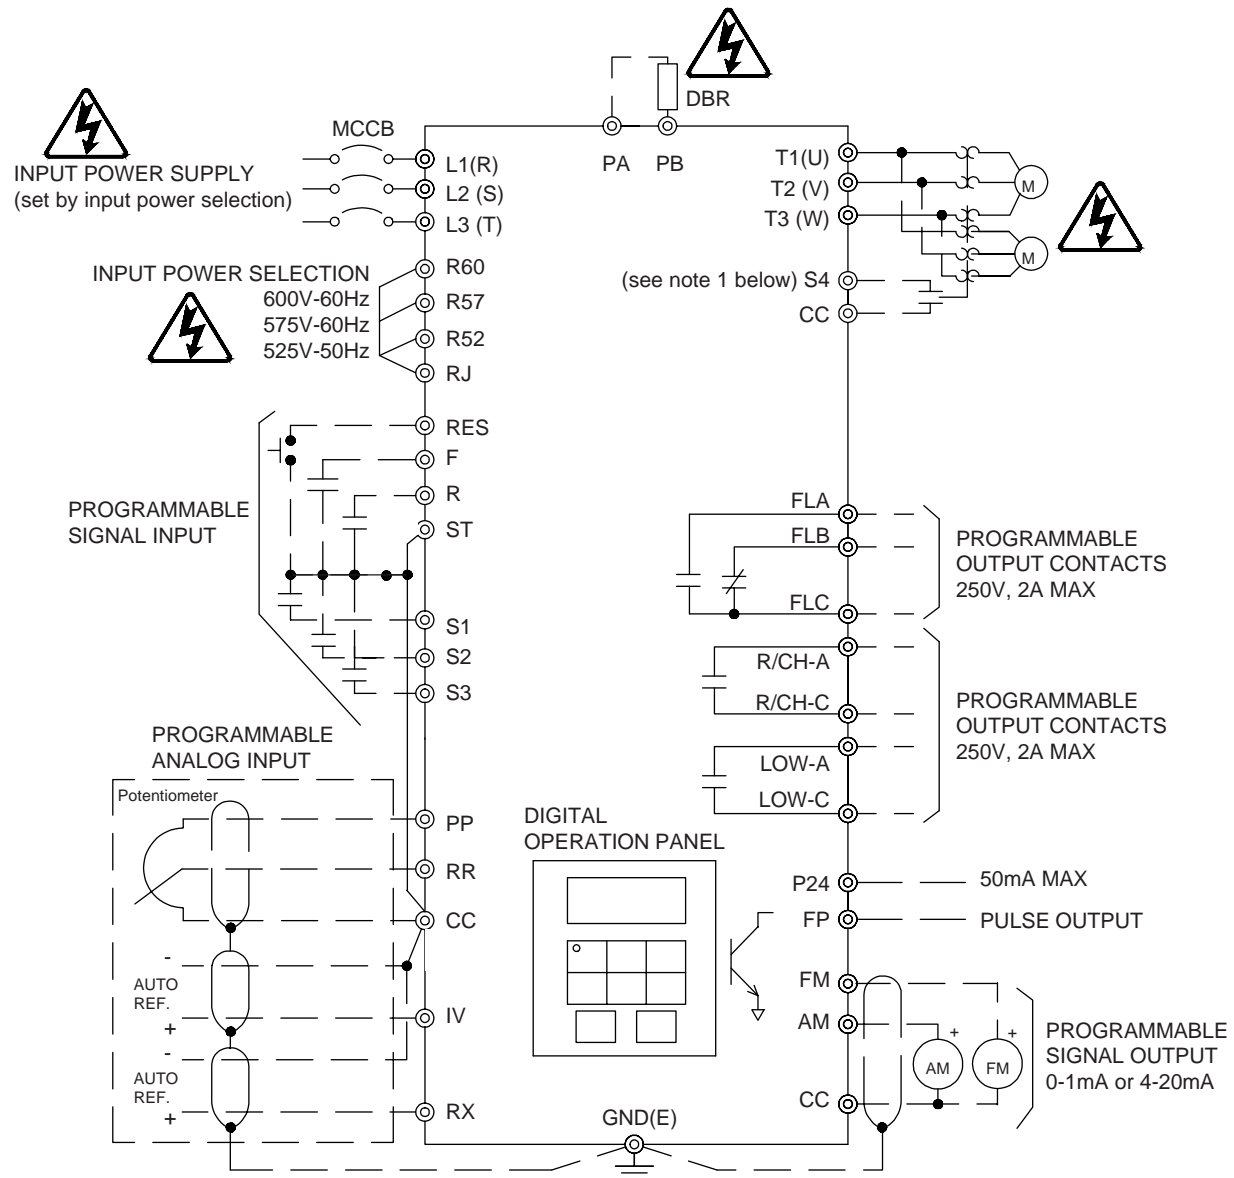 DBR
PA PB
MCCB
INPUT POWER SUPPLY
(set by input power selection)
L1(R)
L2 (S)
L3 (T)
T1(U)
T2 (V)
T3 (W)
M
M
INPUT POWER SELECTION
600V-60Hz
575V-60Hz
525V-50Hz
R60
R57
R52
RJ
(see note 1 below) S4
CC
PROGRAMMABLE
SIGNAL INPUT
RES
F
R
ST
S1
S2
S3
FLA
FLB
FLC
PROGRAMMABLE
OUTPUT CONTACTS
250V, 2A MAX
R/CH-A
R/CH-C
LOW-A
LOW-C
PROGRAMMABLE
OUTPUT CONTACTS
250V, 2A MAX
PROGRAMMABLE
ANALOG INPUT
Potentiometer
PP
RR
CC
-
AUTO
REF.
+
IV
-
AUTO
REF.
+
RX
DIGITAL
OPERATION PANEL
P24
50mA MAX
FP
PULSE OUTPUT
FM
AM
CC
+
AM
+
FM
PROGRAMMABLE
SIGNAL OUTPUT
0-1mA or 4-20mA
GND(E)